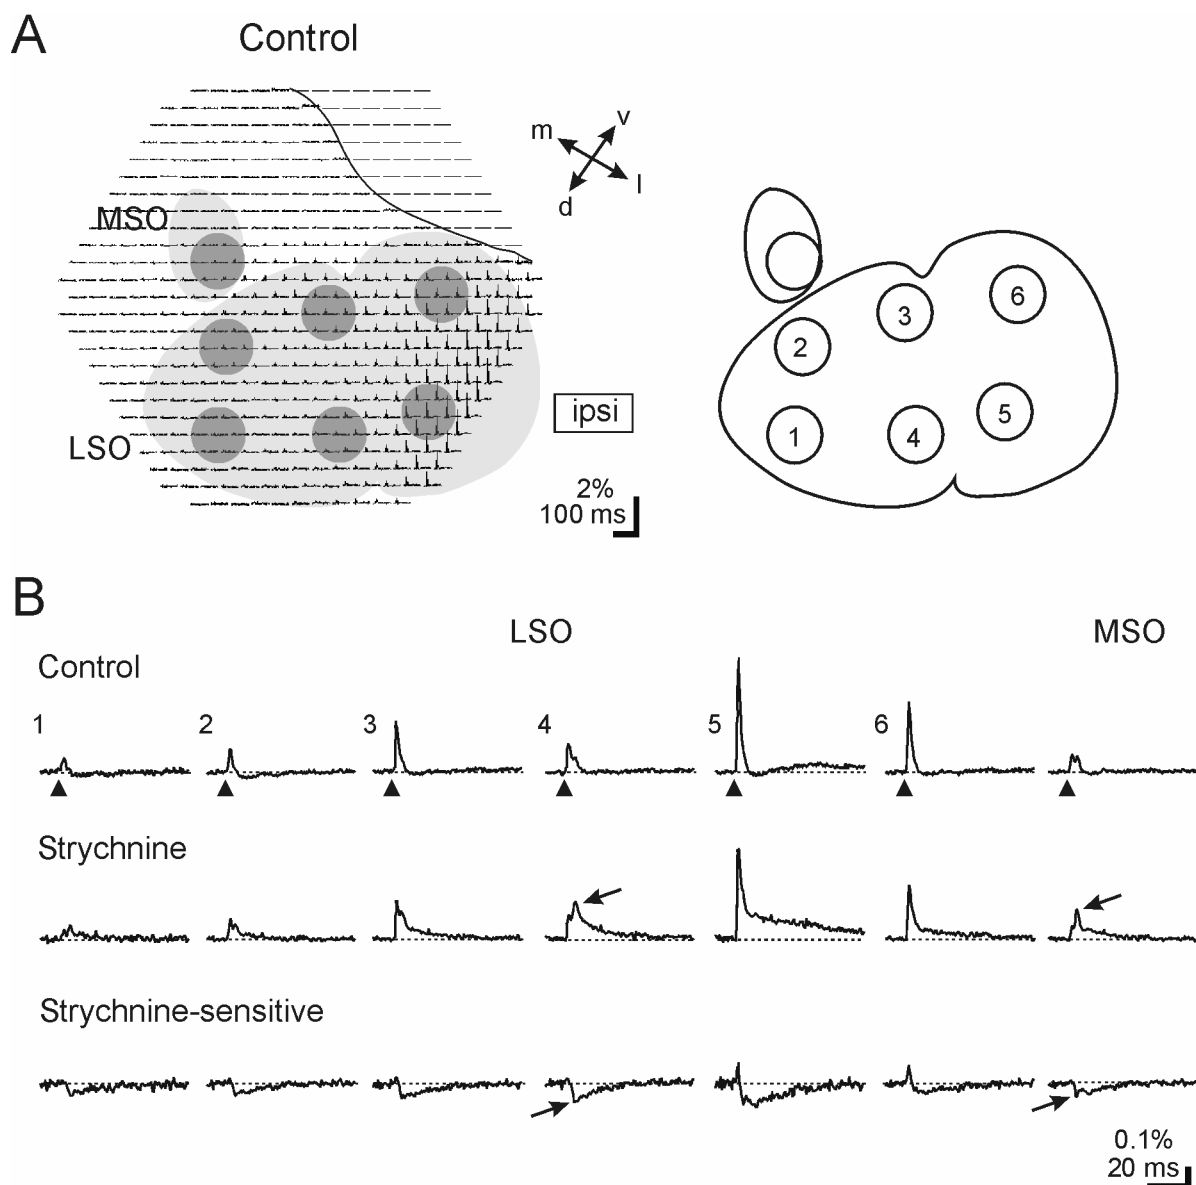 A
Control
v
m
l
d
MSO
LSO
ipsi
2%
100 ms
6
3
2
5
1
4
B
LSO
MSO
Control
1
2
3
4
5
6
Strychnine
Strychnine-sensitive
0.1%
20 ms